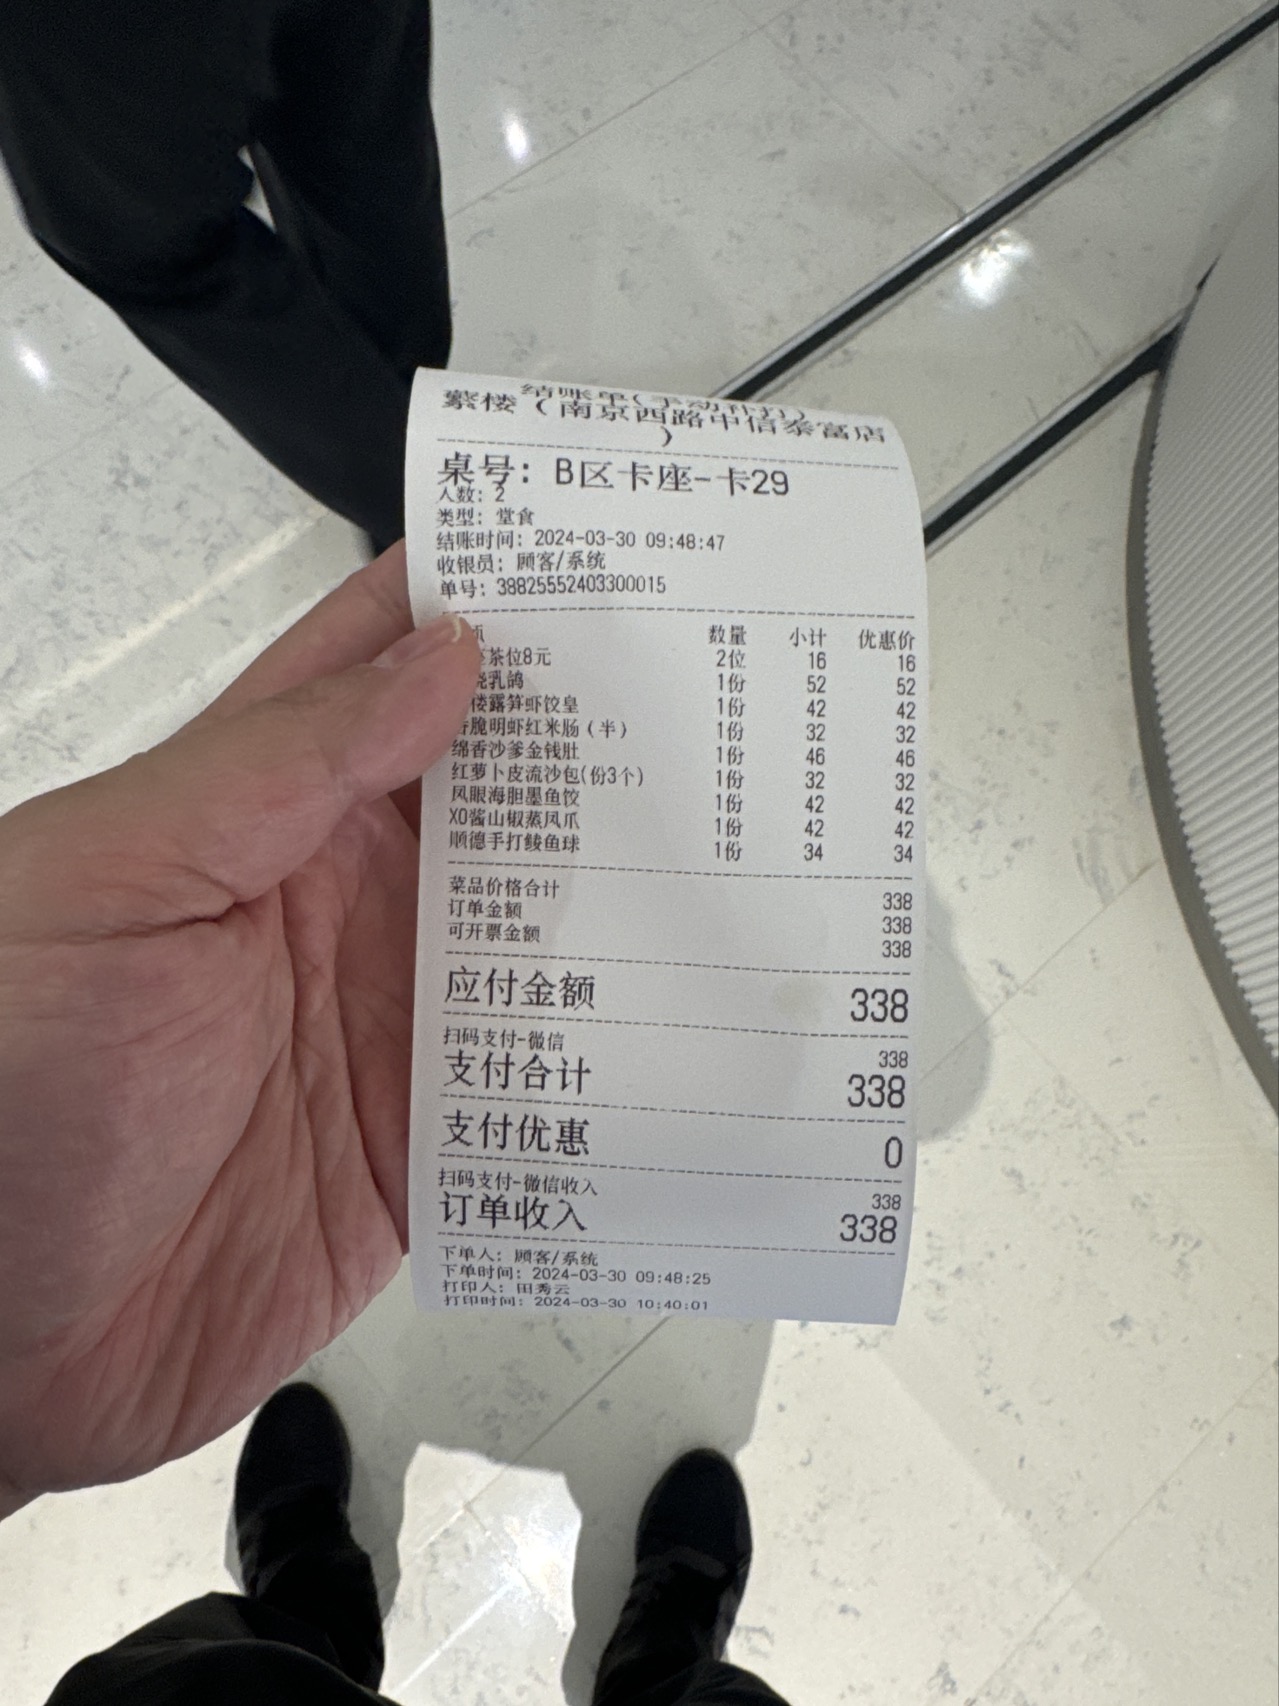 结账单(手动补打)
蘩楼（南京西路中信泰富店
）
桌号: B区卡座-卡29
人数: 2
类型: 堂食
结账时间: 2024-03-30 09:48:47
收银员: 顾客/系统
单号: 38825552403300015
项 数量 小计 优惠价
茶位8元 2位 16 16
烧乳鸽 1份 52 52
楼露笋虾饺皇 1份 42 42
香脆明虾红米肠（半） 1份 32 32
绵香沙爹金钱肚 1份 46 46
红萝卜皮流沙包(份3个) 1份 32 32
凤眼海胆墨鱼饺 1份 42 42
XO酱山椒蒸凤爪 1份 42 42
顺德手打鲮鱼球 1份 34 34
菜品价格合计 338
订单金额 338
可开票金额 338
应付金额 338
扫码支付-微信 338
支付合计 338
支付优惠 0
扫码支付-微信收入 338
订单收入 338
下单人: 顾客/系统
下单时间: 2024-03-30 09:48:25
打印人: 田秀云
打印时间: 2024-03-30 10:40:01